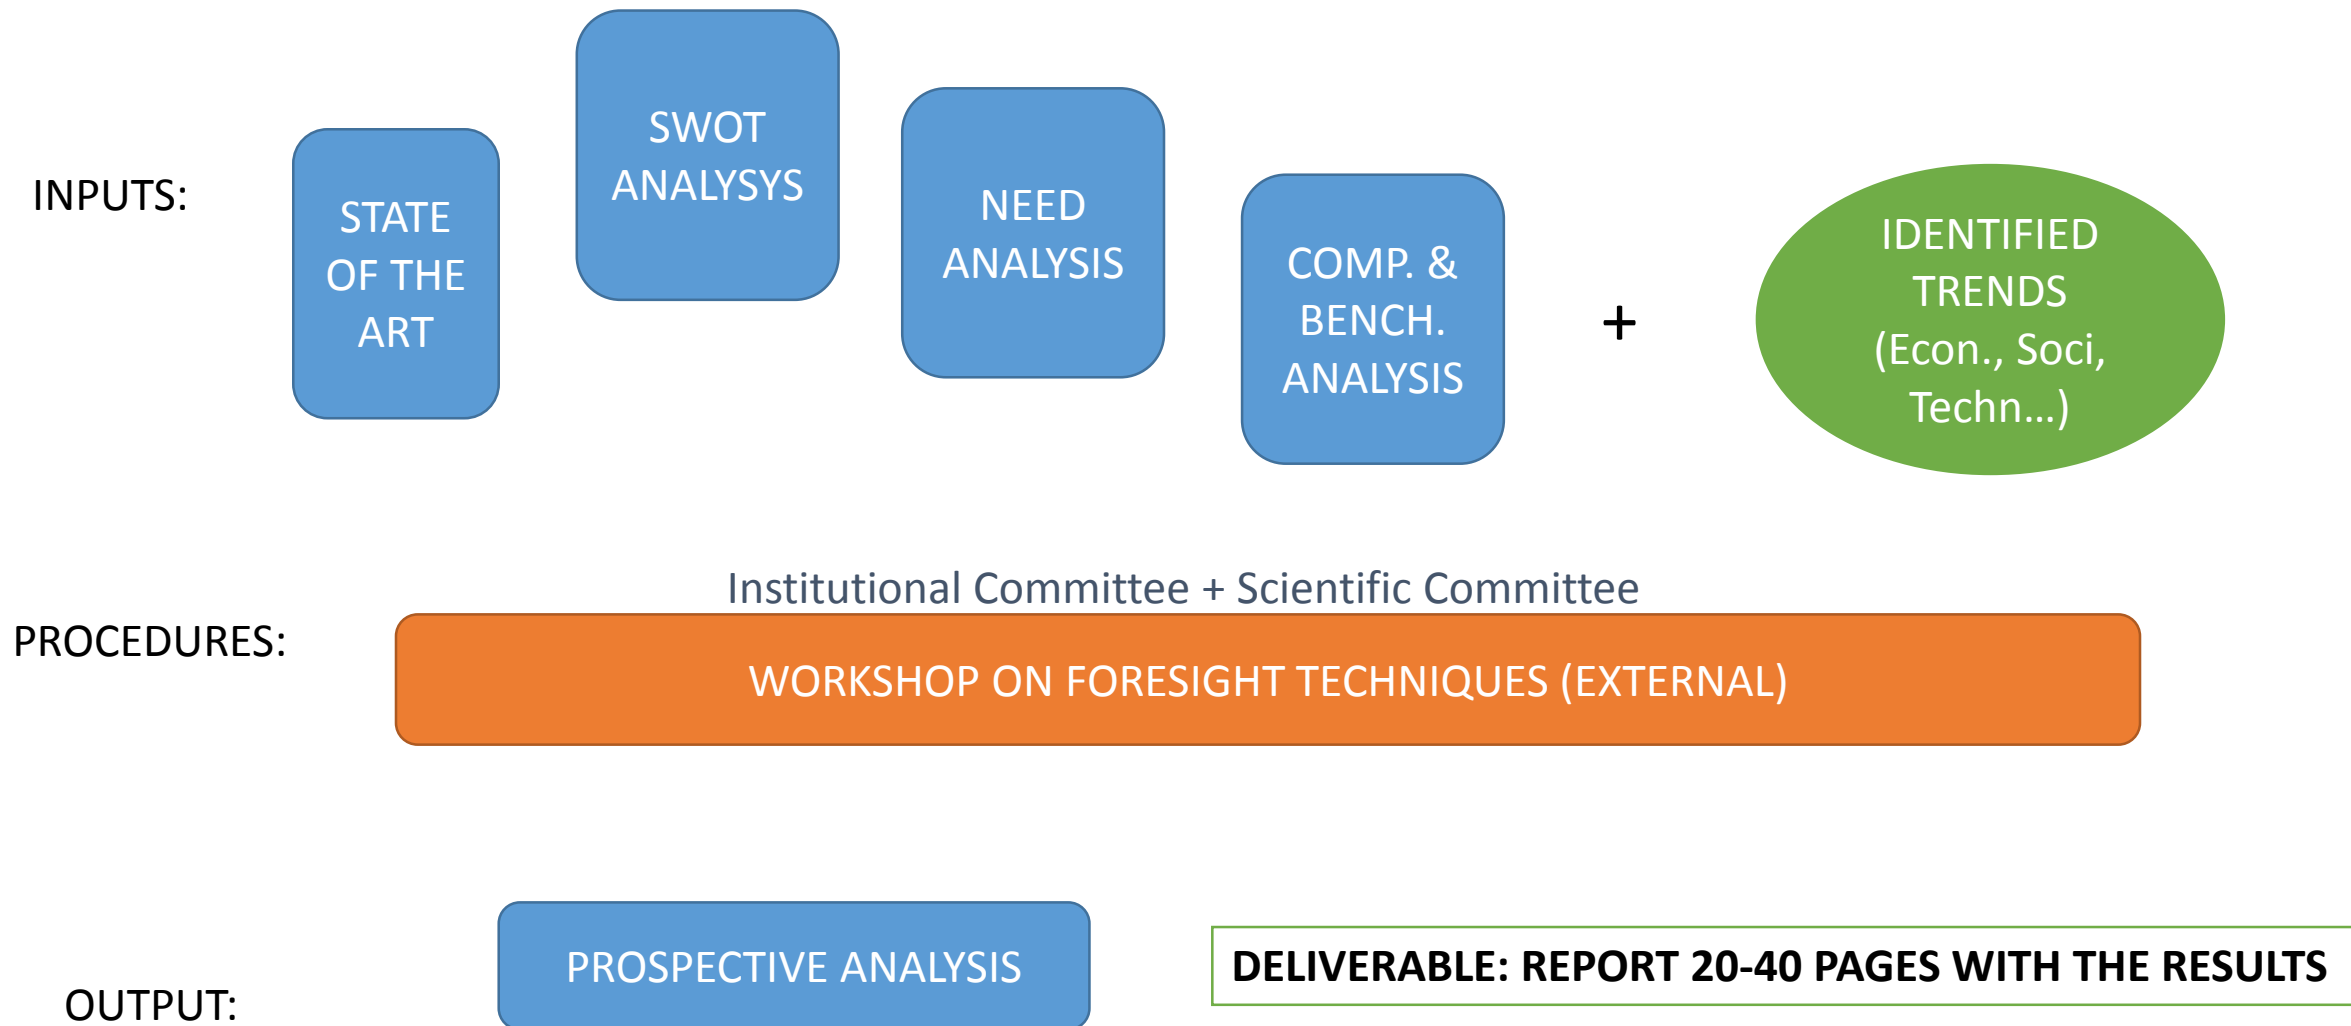 INPUTS:
STATE
OF THE
ART
SWOT
ANALYSYS
NEED
ANALYSIS
COMP. &
BENCH.
ANALYSIS
+
IDENTIFIED
TRENDS
(Econ., Soci,
Techn...)
Institutional Committee + Scientific Committee
PROCEDURES:
WORKSHOP ON FORESIGHT TECHNIQUES (EXTERNAL)
OUTPUT:
PROSPECTIVE ANALYSIS
DELIVERABLE: REPORT 20-40 PAGES WITH THE RESULTS